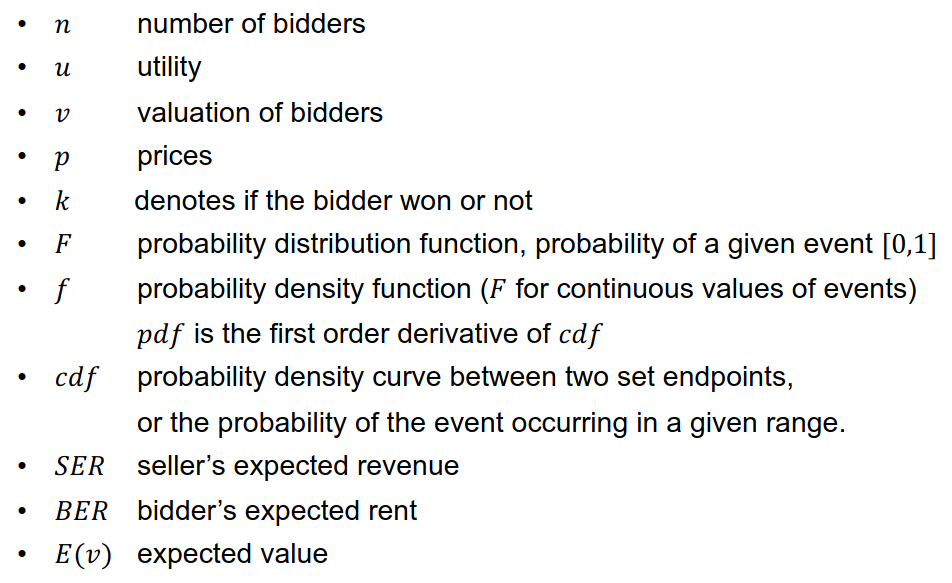 • n number of bidders
• u utility
• v valuation of bidders
• p prices
• k denotes if the bidder won or not
• F probability distribution function, probability of a given event [0,1]
• f probability density function (F for continuous values of events)
pdf is the first order derivative of cdf
• cdf probability density curve between two set endpoints,
or the probability of the event occurring in a given range.
• SER seller’s expected revenue
• BER bidder’s expected rent
• E(v) expected value